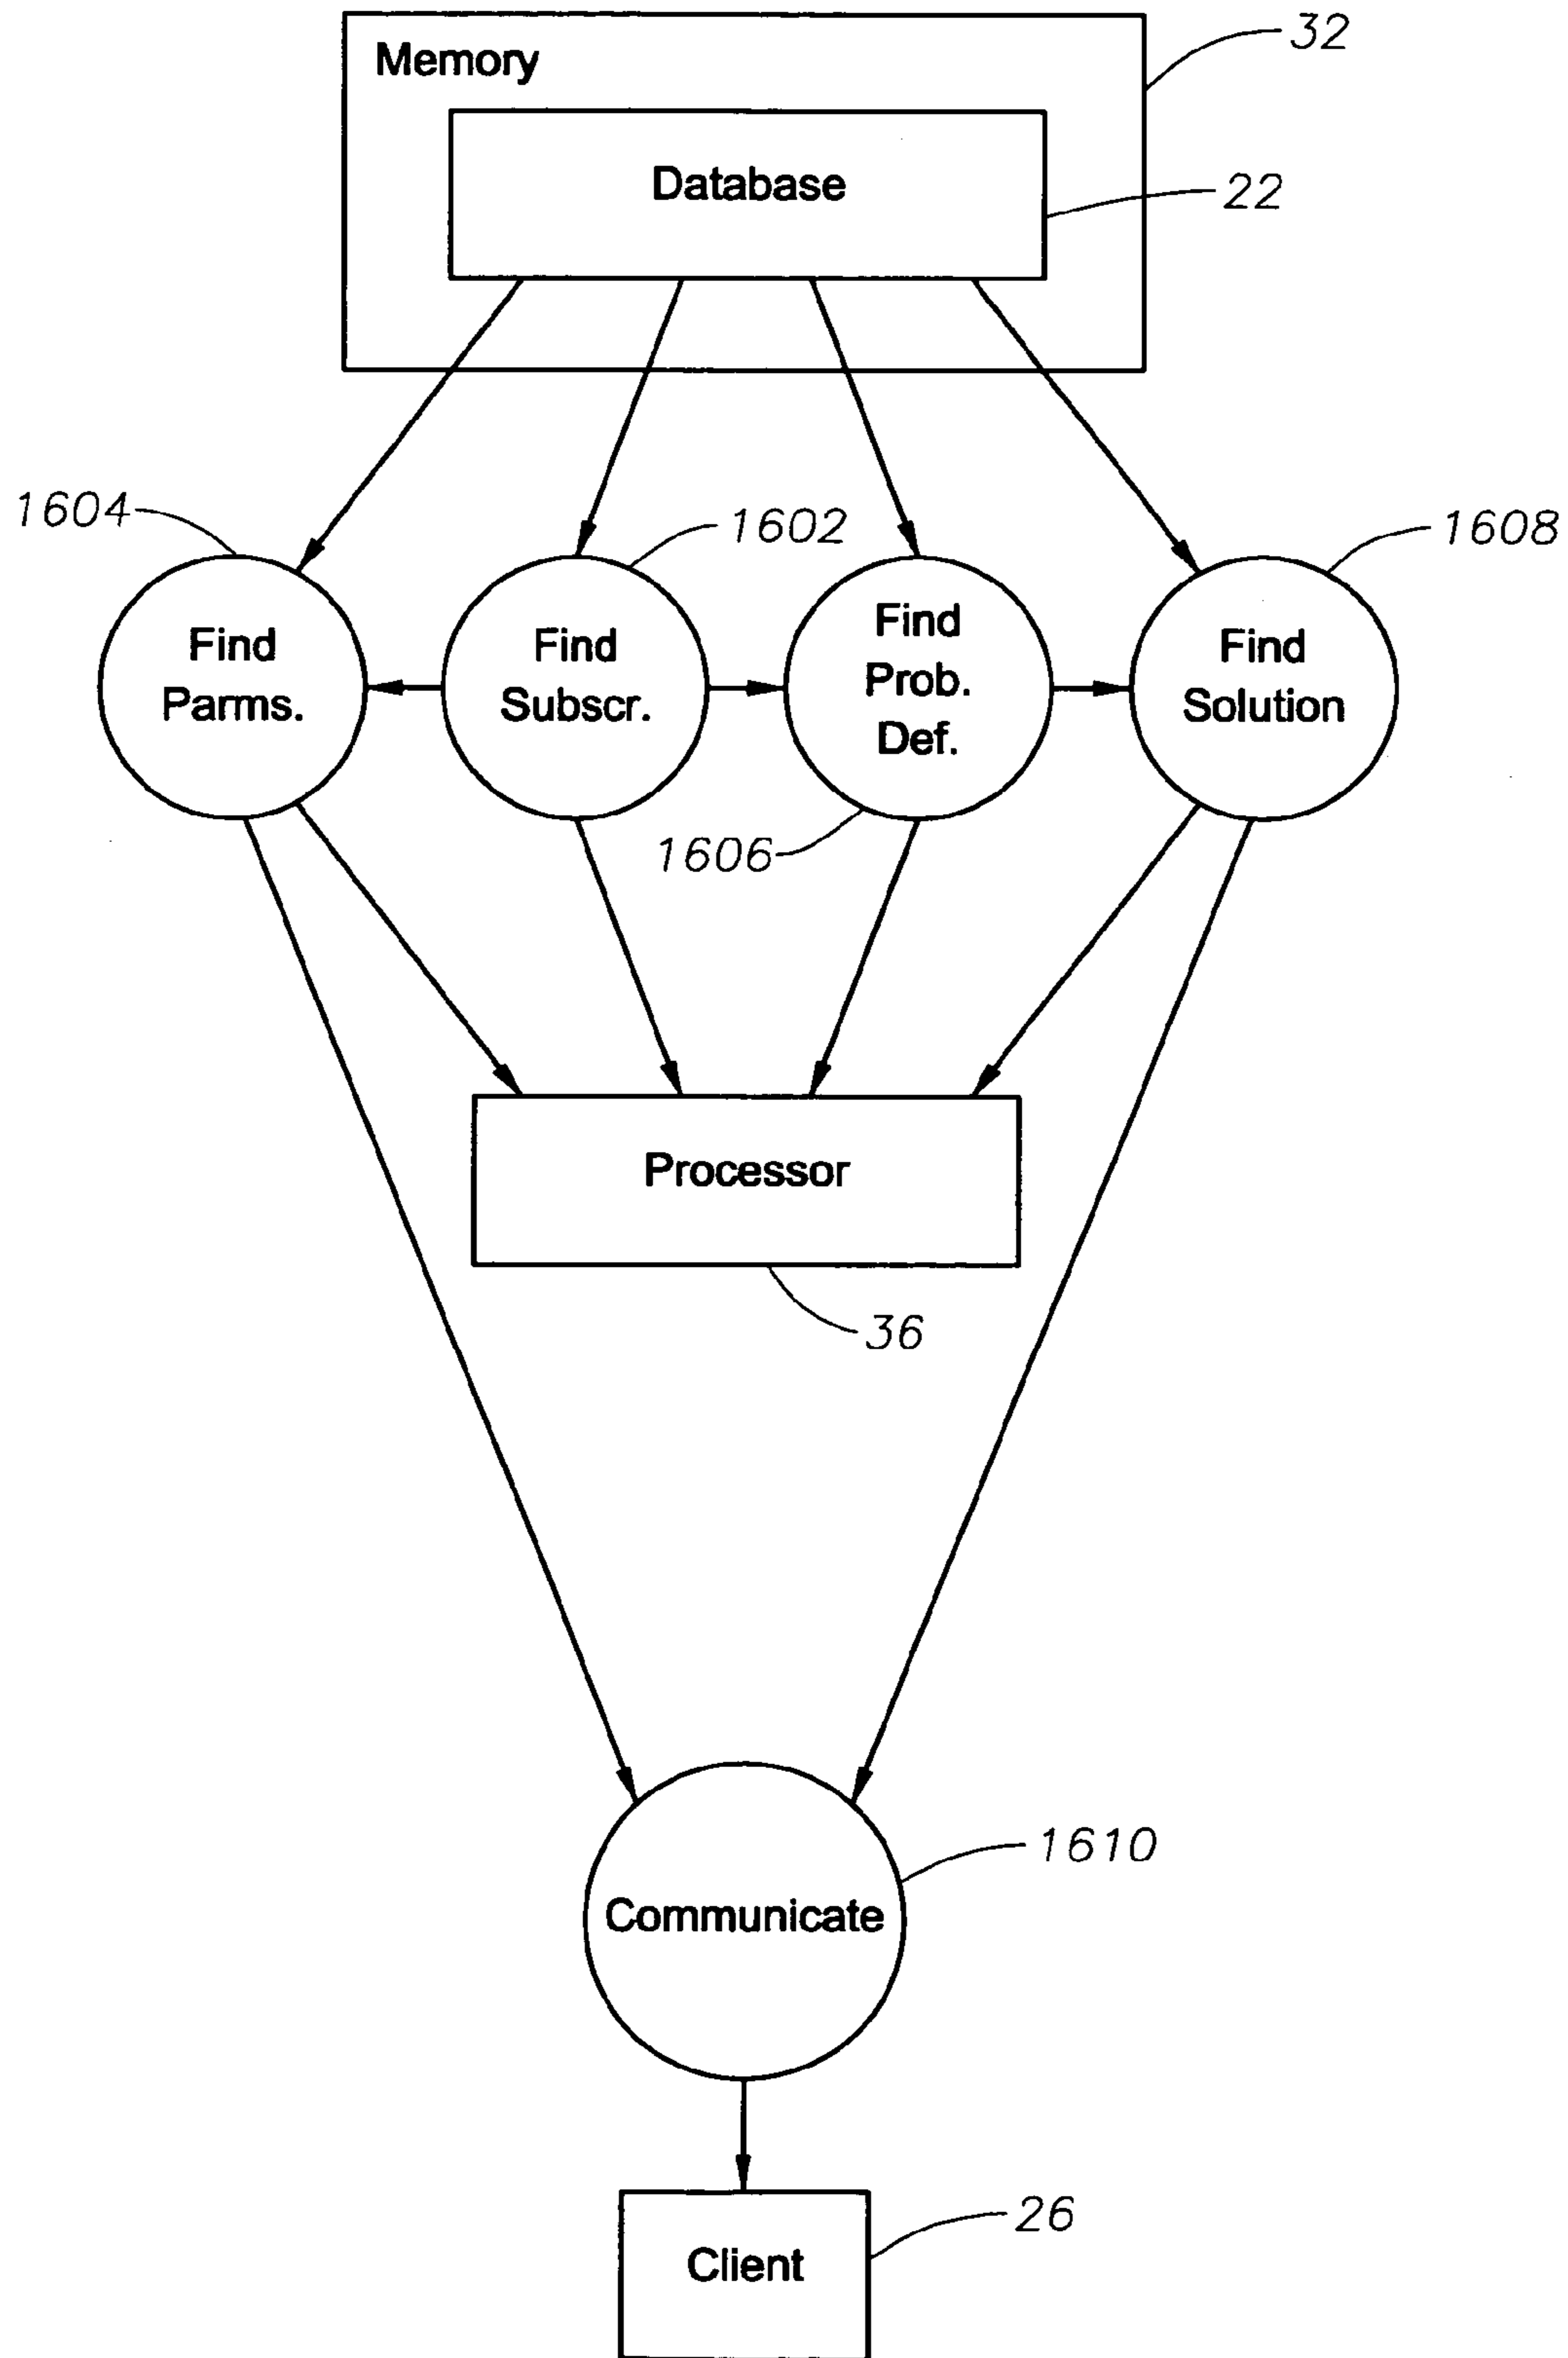 32
Memory
Database
22
1604
1602
1608
Find
Parms.
Find
Subscr.
Find
Prob.
Def.
Find
Solution
1606
Processor
36
1610
Communicate
26
Client